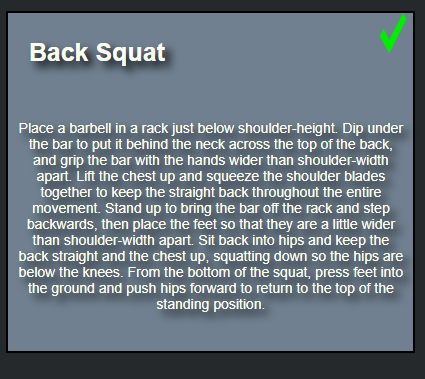 Back Squat
Place a barbell in a rack just below shoulder-height. Dip under
the bar to put it behind the neck across the top of the back,
and grip the bar with the hands wider than shoulder-width
apart. Lift the chest up and squeeze the shoulder blades
together to keep the straight back throughout the entire
movement. Stand up to bring the bar off the rack and step
backwards, then place the feet so that they are a little wider
than shoulder-width apart. Sit back into hips and keep the
back straight and the chest up, squatting down so the hips are
below the knees. From the bottom of the squat, press feet into
the ground and push hips forward to return to the top of the
standing position.